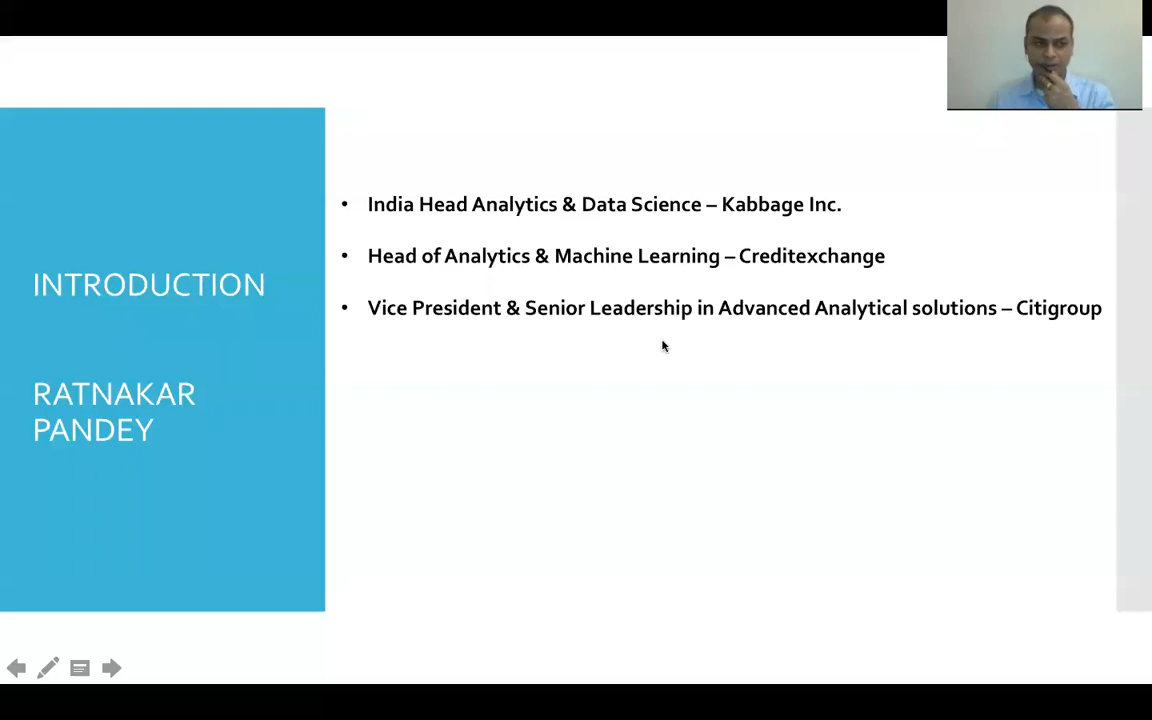 INTRODUCTION
RATNAKAR
PANDEY
• India Head Analytics & Data Science – Kabbage Inc.
• Head of Analytics & Machine Learning – Creditexchange
• Vice President & Senior Leadership in Advanced Analytical solutions – Citigroup